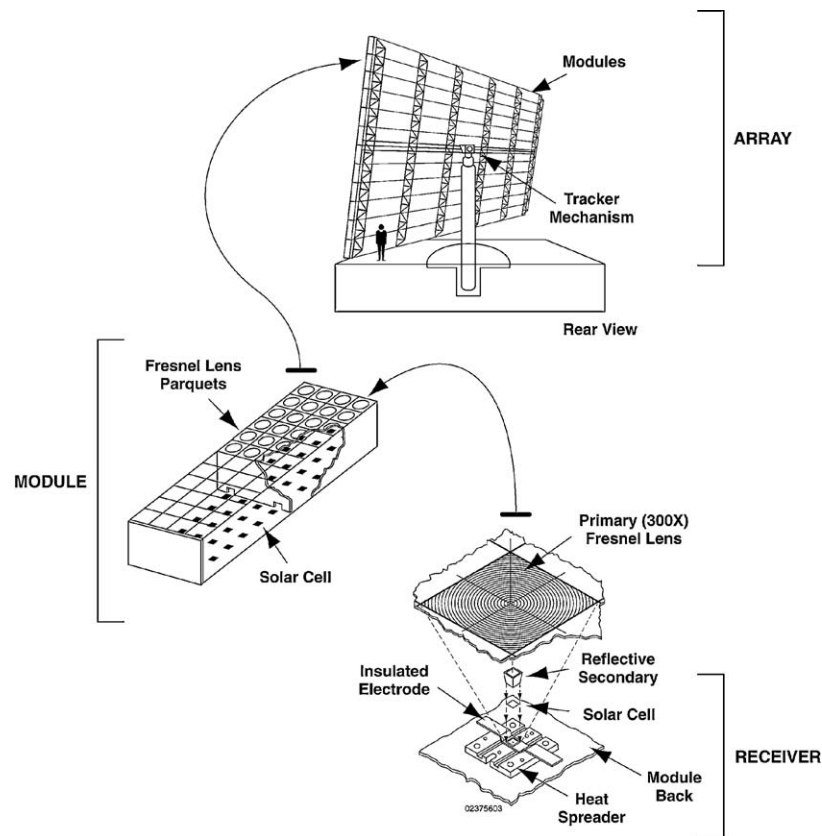 Modules
ARRAY
Tracker
Mechanism
Rear View
Fresnel Lens
Parquets
MODULE
Solar Cell
Primary (300X)
Fresnel Lens
Insulated
Electrode
Reflective
Secondary
Solar Cell
RECEIVER
Module
Back
Heat
Spreader
02375603